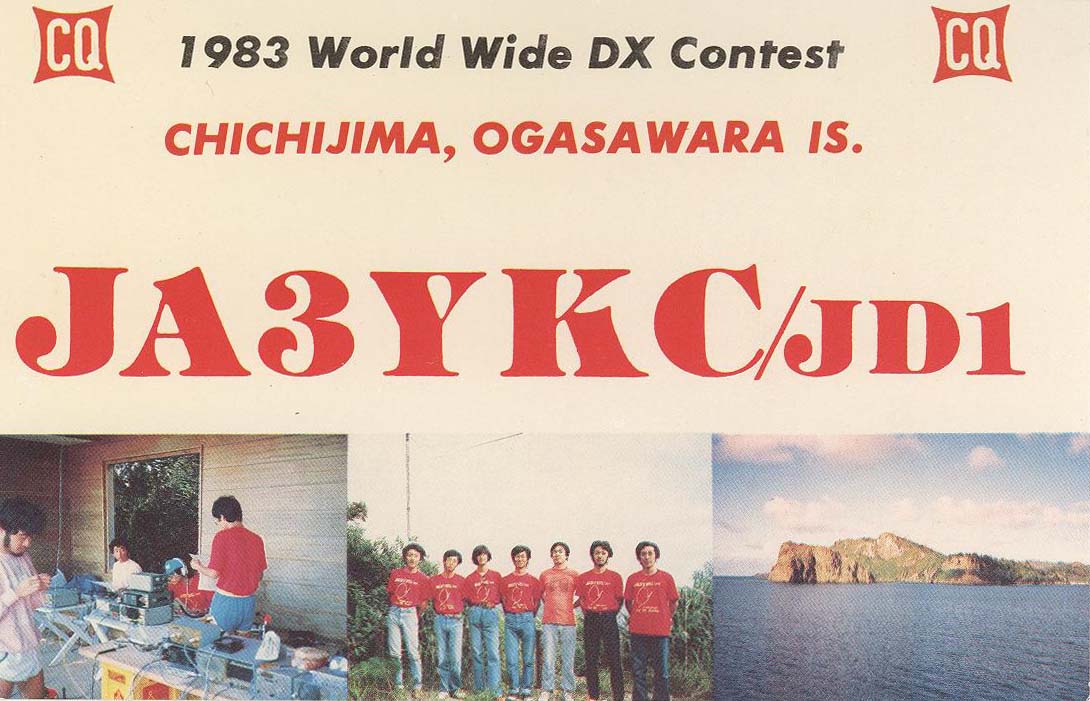 CQ 1983 World Wide DX Contest CQ
CHICHIJIMA, OGASAWARA IS.
JA3YKC/JD1